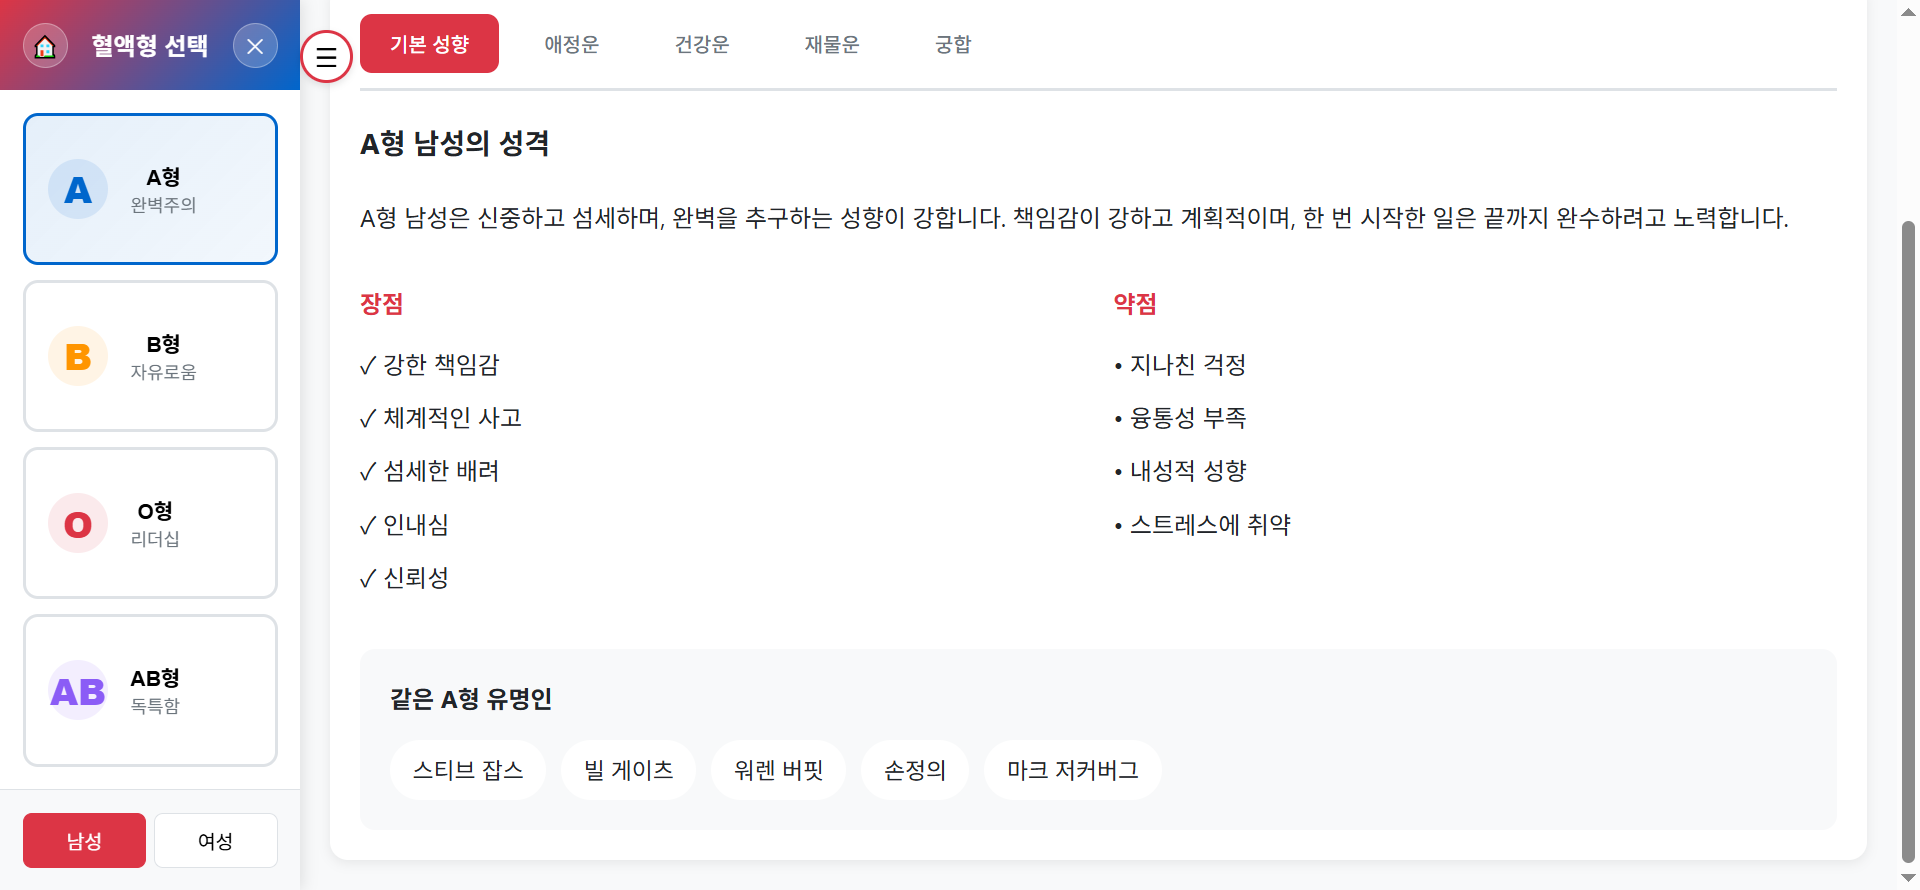 혈액형 선택
A
A형
완벽주의
B
B형
자유로움
O
O형
리더십
AB
AB형
독특함
남성
여성
기본 성향
애정운
건강운
재물운
궁합
A형 남성의 성격
A형 남성은 신중하고 섬세하며, 완벽을 추구하는 성향이 강합니다. 책임감이 강하고 계획적이며, 한 번 시작한 일은 끝까지 완수하려고 노력합니다.
장점
✓ 강한 책임감
✓ 체계적인 사고
✓ 섬세한 배려
✓ 인내심
✓ 신뢰성
약점
• 지나친 걱정
• 융통성 부족
• 내성적 성향
• 스트레스에 취약
같은 A형 유명인
스티브 잡스
빌 게이츠
워렌 버핏
손정의
마크 저커버그